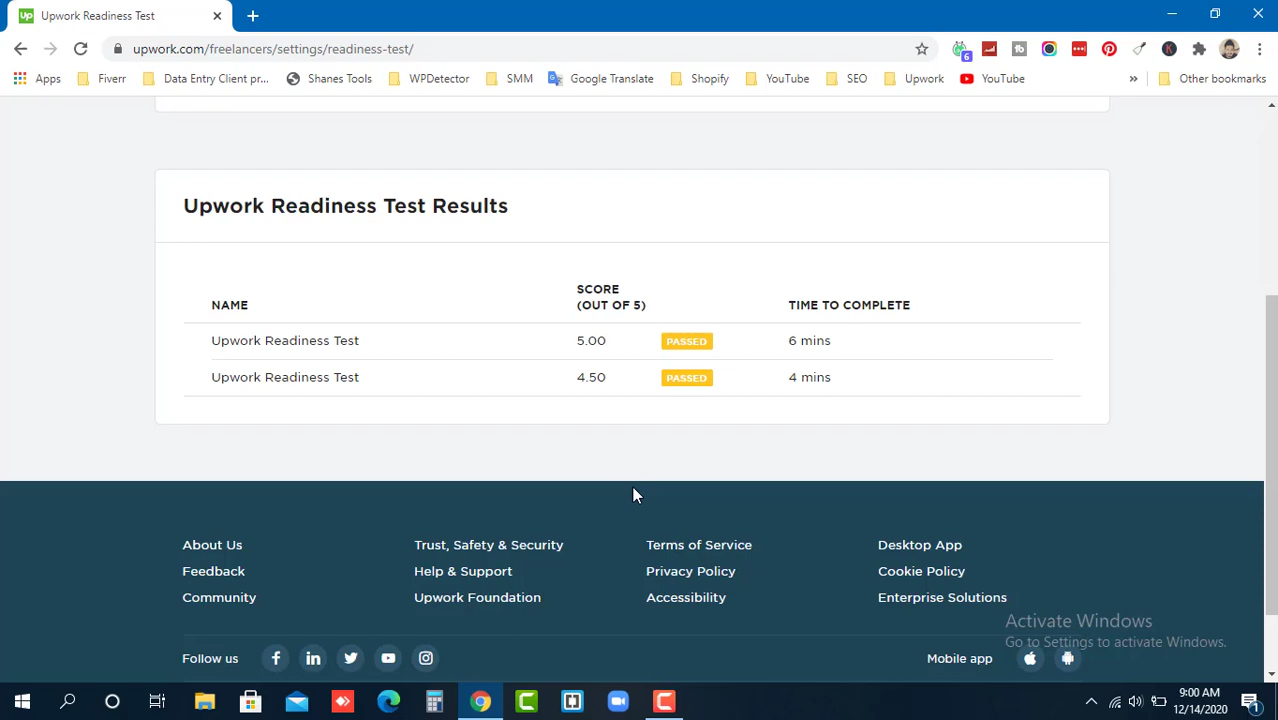 Up Upwork Readiness Test
upwork.com/freelancers/settings/readiness-test/
6
Apps Fiverr Data Entry Client pr... Shanes Tools WPDetector SMM Google Translate Shopify YouTube SEO Upwork YouTube » Other bookmarks
Upwork Readiness Test Results
NAME SCORE (OUT OF 5) TIME TO COMPLETE
Upwork Readiness Test 5.00 PASSED 6 mins
Upwork Readiness Test 4.50 PASSED 4 mins
About Us Trust, Safety & Security Terms of Service Desktop App
Feedback Help & Support Privacy Policy Cookie Policy
Community Upwork Foundation Accessibility Enterprise Solutions
Activate Windows
Go to Settings to activate Windows.
Follow us Mobile app
9:00 AM
12/14/2020
1